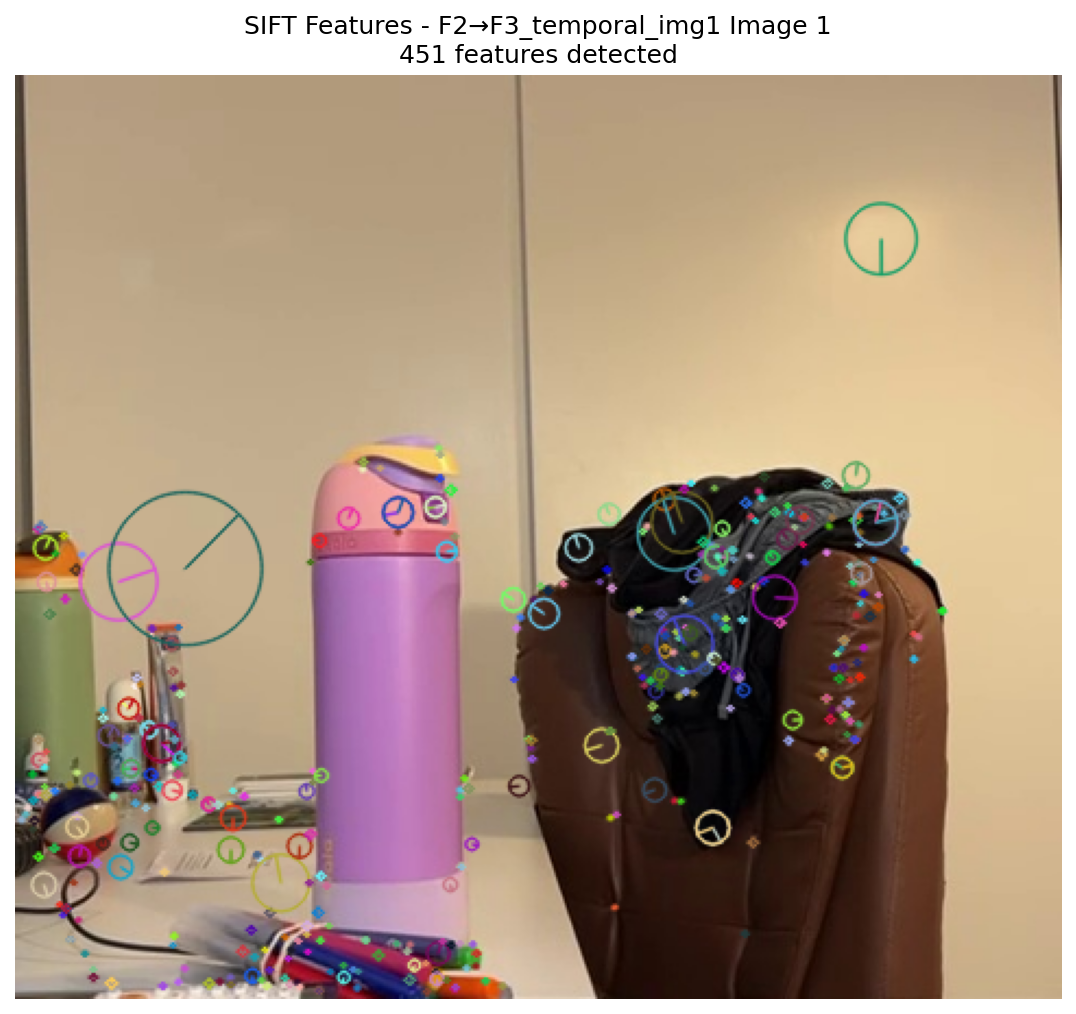 SIFT Features - F2→F3_temporal_img1 Image 1
451 features detected